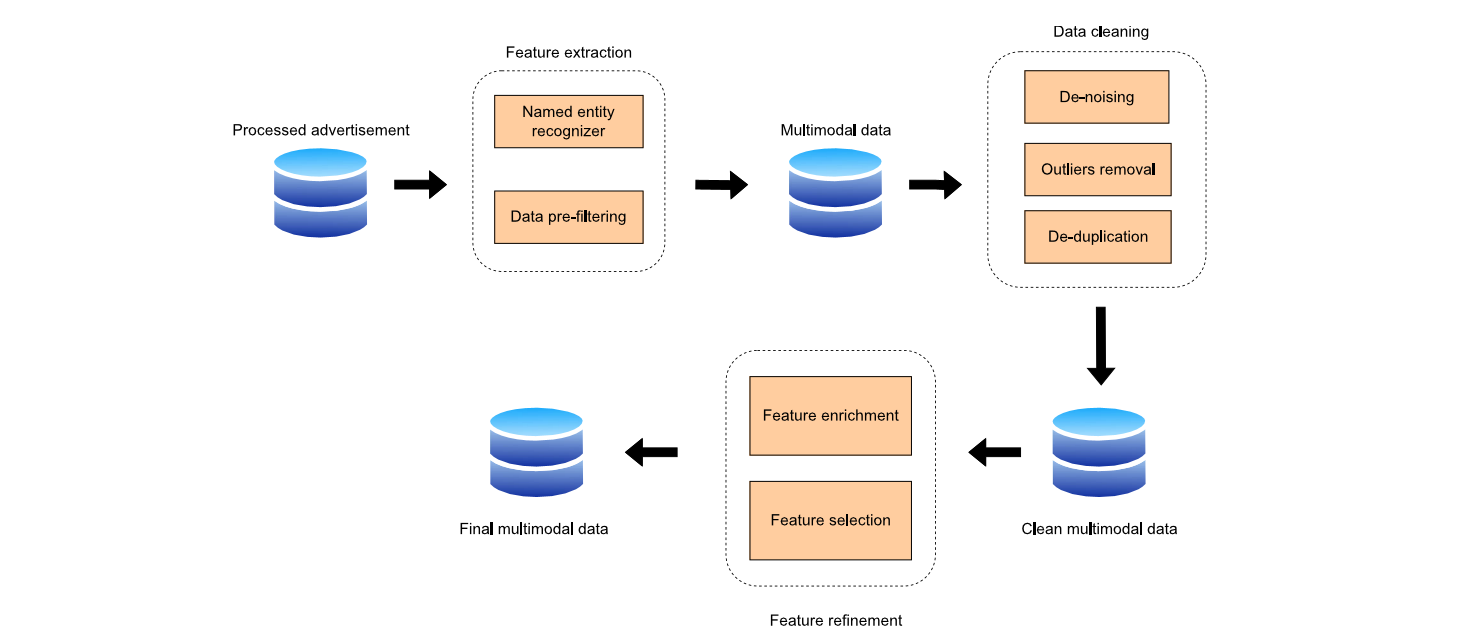 Feature extraction
Named entity
recognizer
Data pre-filtering
Processed advertisement
Multimodal data
Data cleaning
De-noising
Outliers removal
De-duplication
Clean multimodal data
Feature enrichment
Feature selection
Feature refinement
Final multimodal data